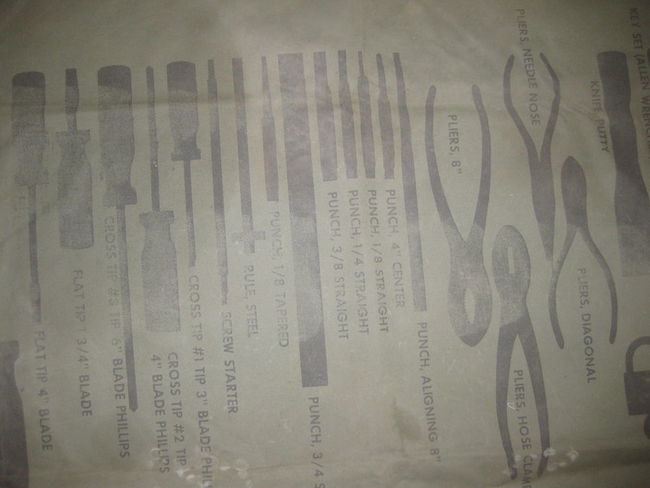 KEY SET (ALLEN
KNIFE, PUTTY
PLIERS, NEEDLE NOSE
PLIERS, DIAGONAL
PLIERS, 8"
PLIERS, HOSE CLAM
PUNCH, ALIGNING 8"
PUNCH, 4" CENTER
PUNCH, 1/8 STRAIGHT
PUNCH, 1/4 STRAIGHT
PUNCH, 3/8 STRAIGHT
PUNCH, 3/4 S
PUNCH, 1/8 TAPERED
RULE, STEEL
SCREW STARTER
CROSS TIP #1 TIP 3" BLADE PHIL
CROSS TIP #2 TIP
4" BLADE PHILLIPS
CROSS TIP #3 TIP 6" BLADE PHILLIPS
FLAT TIP 3/4" BLADE
FLAT TIP 4" BLADE